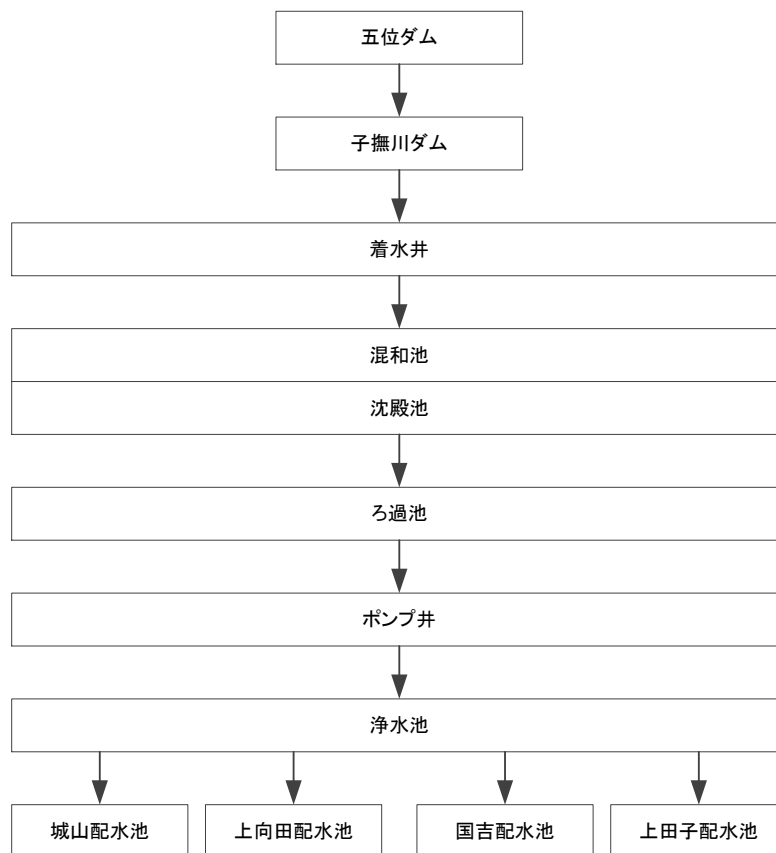 五位ダム
子撫川ダム
着水井
混和池
沈殿池
ろ過池
ポンプ井
浄水池
城山配水池
上向田配水池
国吉配水池
上田子配水池